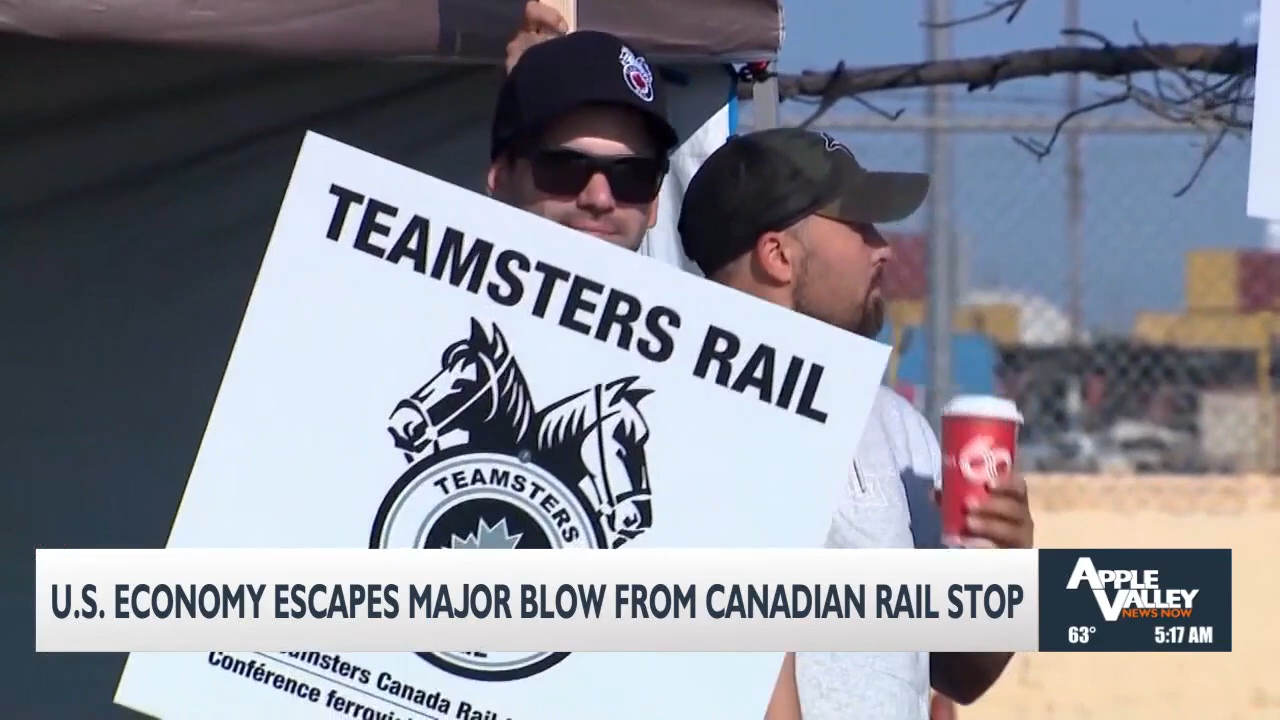 TEAMSTERS RAIL
TEAMSTERS
U.S. ECONOMY ESCAPES MAJOR BLOW FROM CANADIAN RAIL STOP
APPLE
VALLEY
NEWS NOW
63° 5:17 AM
Canada Rail
Conférence